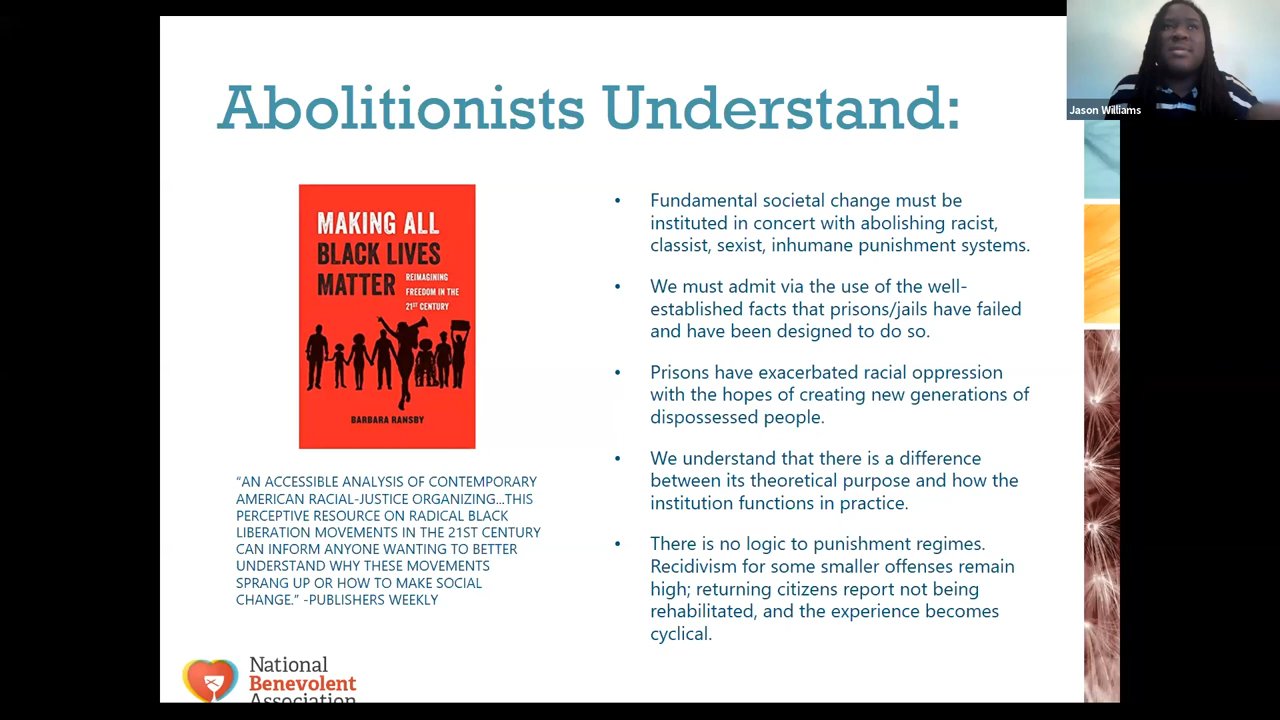 Abolitionists Understand:
Jason Williams
MAKING ALL
BLACK LIVES
MATTER
REIMAGINING
FREEDOM IN THE
21ST CENTURY
BARBARA RANSBY
“AN ACCESSIBLE ANALYSIS OF CONTEMPORARY
AMERICAN RACIAL-JUSTICE ORGANIZING...THIS
PERCEPTIVE RESOURCE ON RADICAL BLACK
LIBERATION MOVEMENTS IN THE 21ST CENTURY
CAN INFORM ANYONE WANTING TO BETTER
UNDERSTAND WHY THESE MOVEMENTS
SPRANG UP OR HOW TO MAKE SOCIAL
CHANGE.” -PUBLISHERS WEEKLY
• Fundamental societal change must be
instituted in concert with abolishing racist,
classist, sexist, inhumane punishment systems.
• We must admit via the use of the well-
established facts that prisons/jails have failed
and have been designed to do so.
• Prisons have exacerbated racial oppression
with the hopes of creating new generations of
dispossessed people.
• We understand that there is a difference
between its theoretical purpose and how the
institution functions in practice.
• There is no logic to punishment regimes.
Recidivism for some smaller offenses remain
high; returning citizens report not being
rehabilitated, and the experience becomes
cyclical.
National
Benevolent
Association